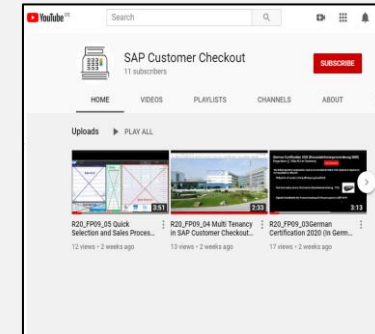 YouTube
Search
SAP Customer Checkout
11 subscribers
SUBSCRIBE
HOME
VIDEOS
PLAYLISTS
CHANNELS
ABOUT
Uploads
PLAY ALL
3:51
2:33
3:13
R20_FP09_05 Quick
Selection and Sales Proces...
12 views • 2 weeks ago
R20_FP09_04 Multi Tenancy
in SAP Customer Checkout...
13 views • 2 weeks ago
R20_FP09_03German
Certification 2020 (In Germ...
17 views • 2 weeks ago